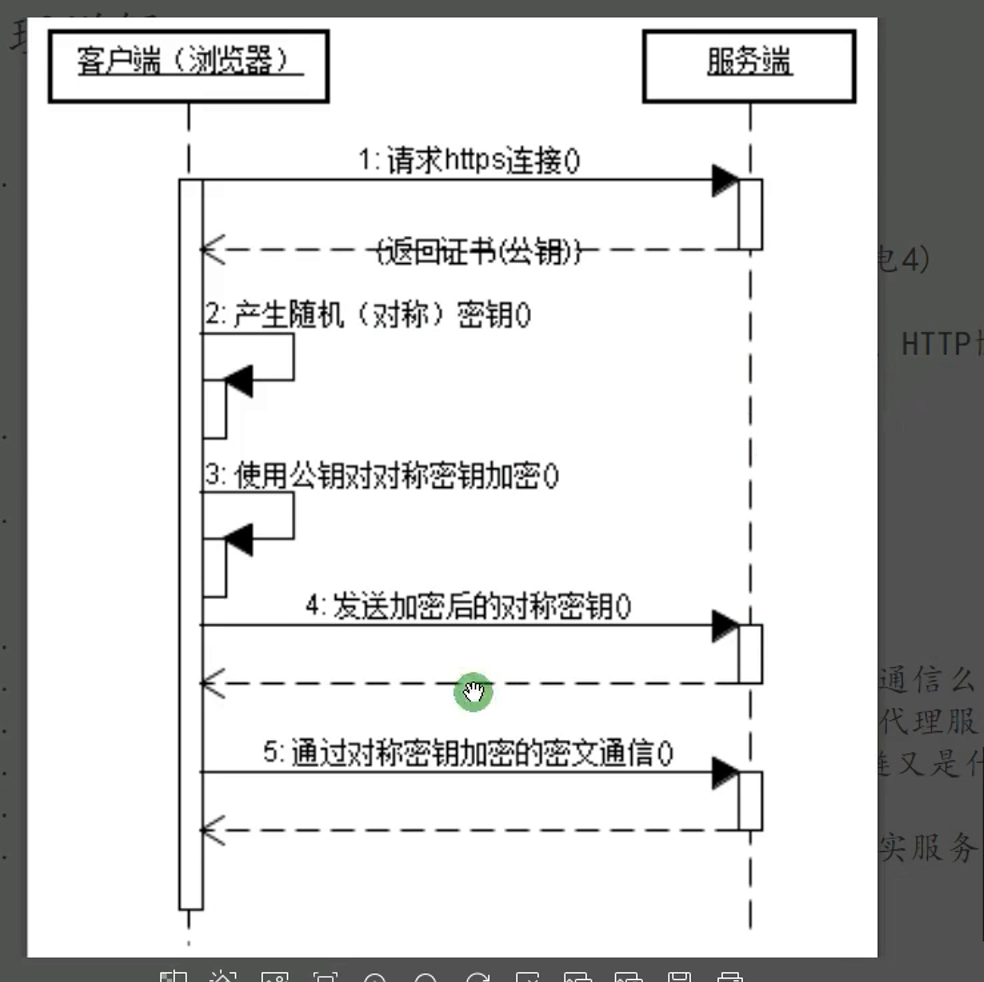 客户端（浏览器）
服务端
1: 请求https连接()
(返回证书(公钥))
电4)
2: 产生随机（对称）密钥()
HTTP
3: 使用公钥对对称密钥加密()
4: 发送加密后的对称密钥()
通信么
代理服
5: 通过对称密钥加密的密文通信()
又是什
实服务